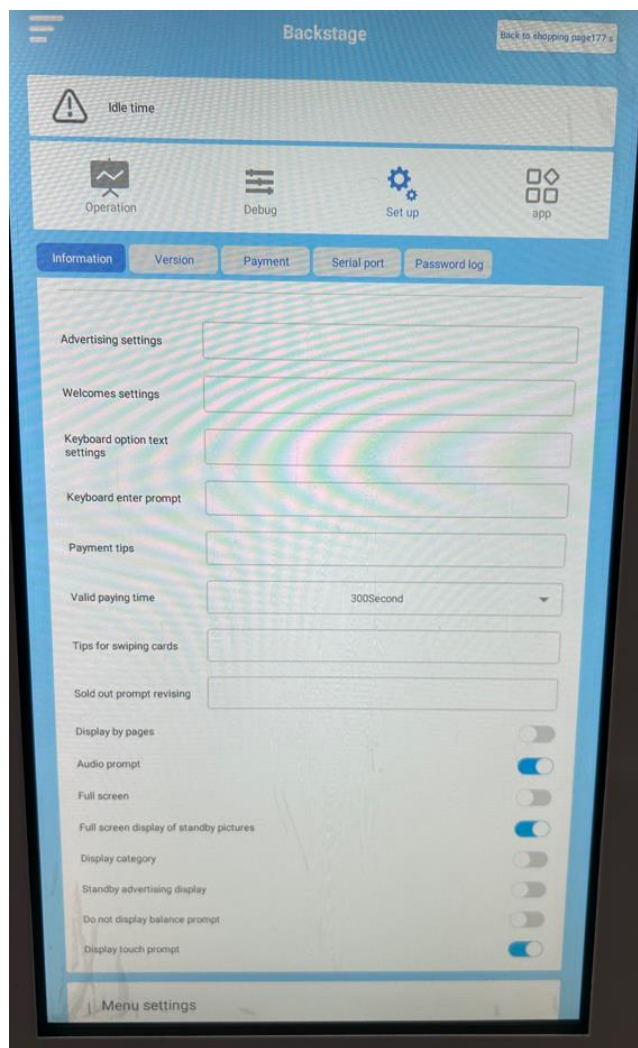 Backstage
Back to shopping page177 s
Idle time
Operation
Debug
Set up
app
Information
Version
Payment
Serial port
Password log
Advertising settings
Welcomes settings
Keyboard option text
settings
Keyboard enter prompt
Payment tips
Valid paying time
300Second
Tips for swiping cards
Sold out prompt revising
Display by pages
Audio prompt
Full screen
Full screen display of standby pictures
Display category
Standby advertising display
Do not display balance prompt
Display touch prompt
Menu settings